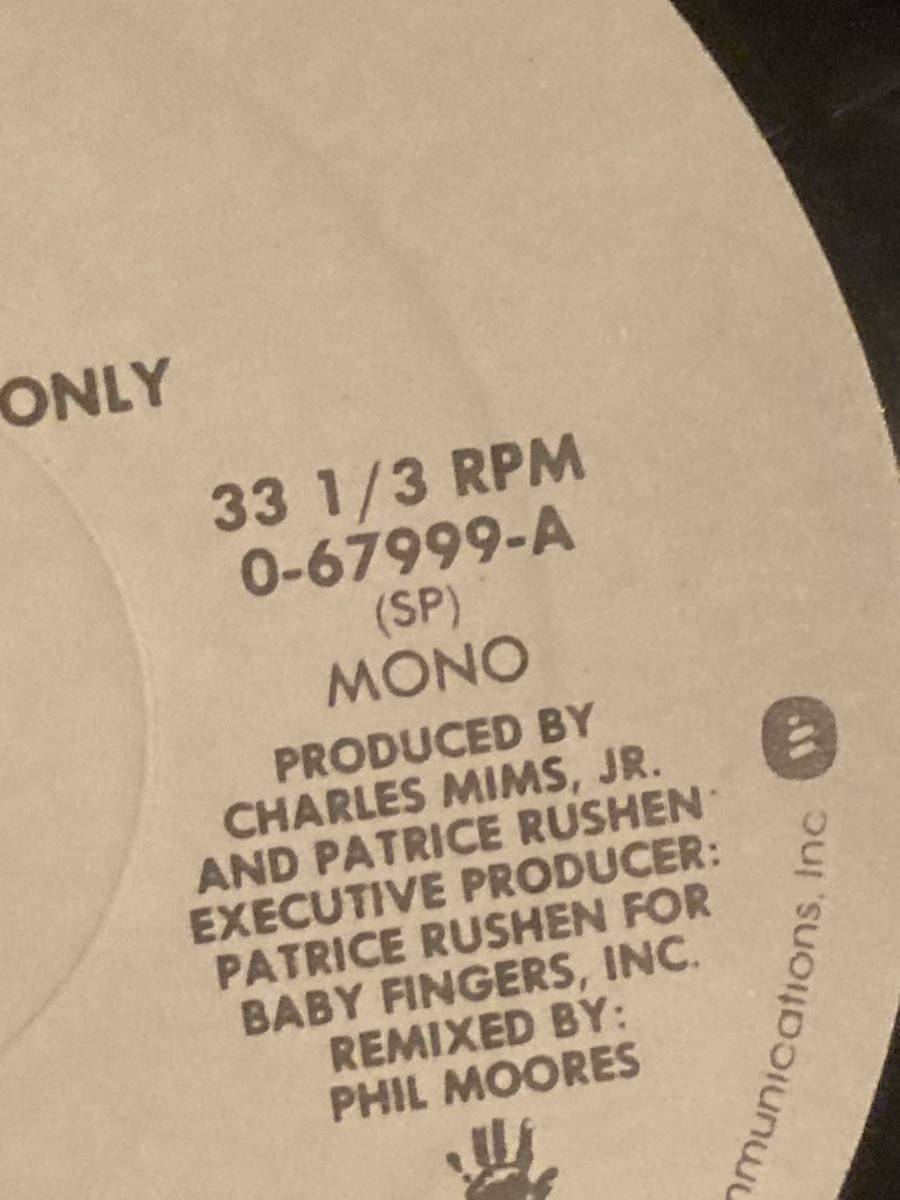 ONLY
33 1/3 RPM
0-67999-A
(SP)
MONO
PRODUCED BY
CHARLES MIMS, JR.
AND PATRICE RUSHEN
EXECUTIVE PRODUCER:
PATRICE RUSHEN FOR
BABY FINGERS, INC.
REMIXED BY:
PHIL MOORES
mmunications, Inc